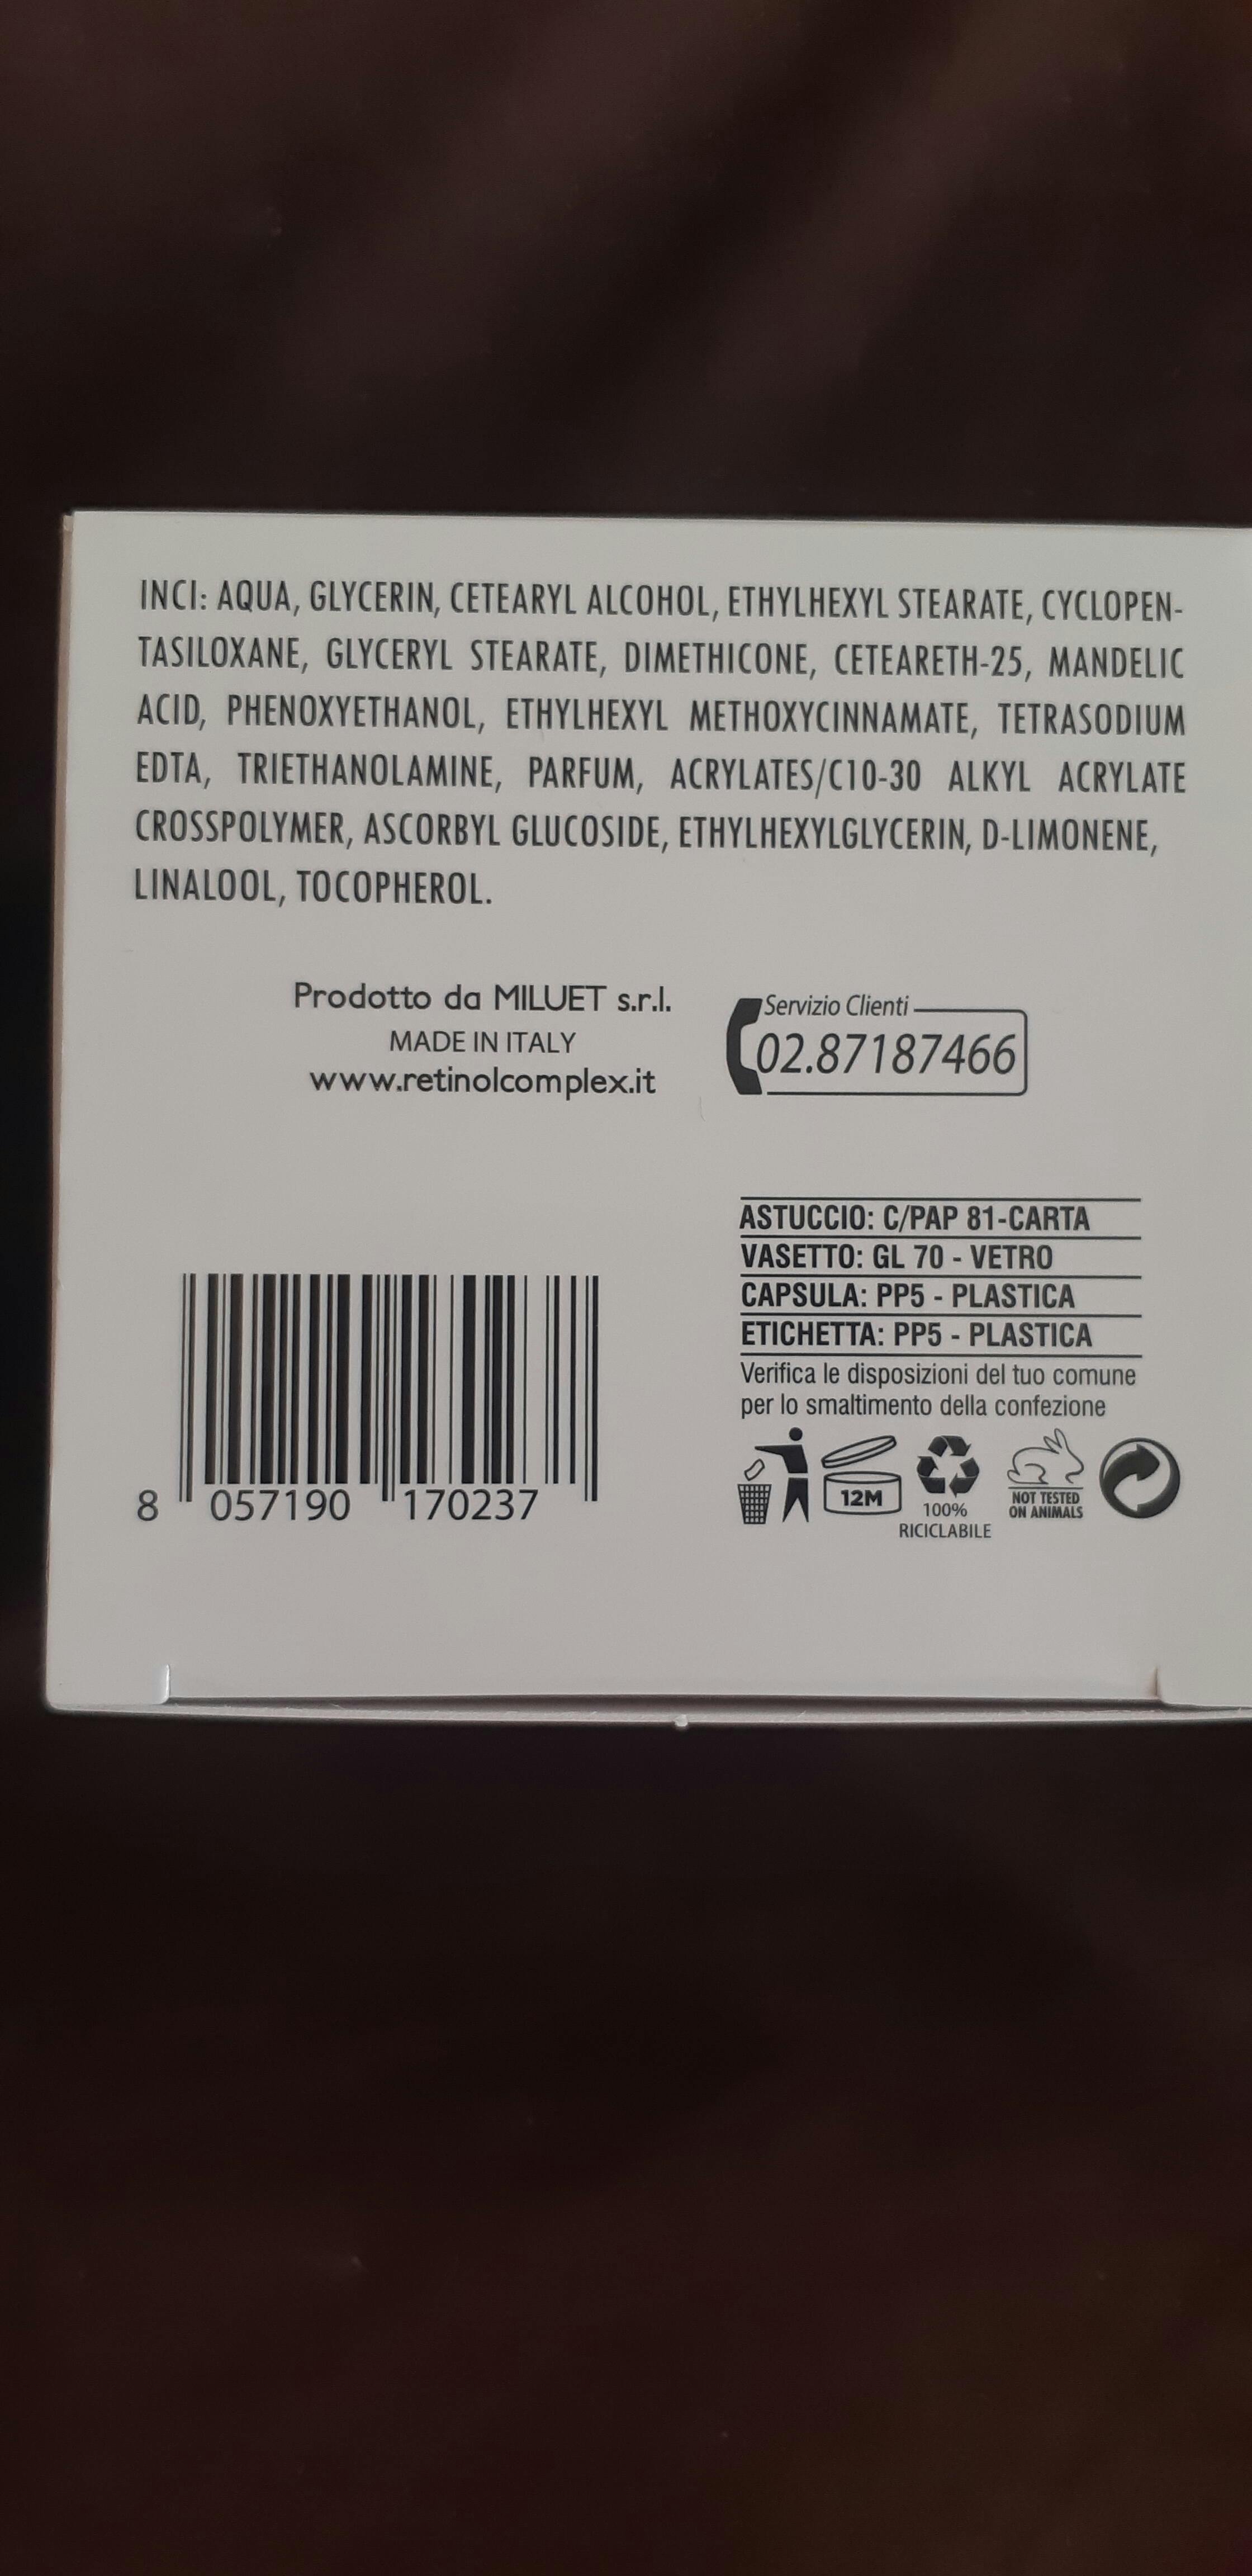 INCI: AQUA, GLYCERIN, CETEARYL ALCOHOL, ETHYLHEXYL STEARATE, CYCLOPEN-
TASILOXANE, GLYCERYL STEARATE, DIMETHICONE, CETEARETH-25, MANDELIC
ACID, PHENOXYETHANOL, ETHYLHEXYL METHOXYCINNAMATE, TETRASODIUM
EDTA, TRIETHANOLAMINE, PARFUM, ACRYLATES/C10-30 ALKYL ACRYLATE
CROSSPOLYMER, ASCORBYL GLUCOSIDE, ETHYLHEXYLGLYCERIN, D-LIMONENE,
LINALOOL, TOCOPHEROL.
Prodotto da MILUET s.r.l.
MADE IN ITALY
www.retinolcomplex.it
Servizio Clienti
02.87187466
ASTUCCIO: C/PAP 81-CARTA
VASETTO: GL 70 - VETRO
CAPSULA: PP5 - PLASTICA
ETICHETTA: PP5 - PLASTICA
Verifica le disposizioni del tuo comune
per lo smaltimento della confezione
12M
100%
RICICLABILE
NOT TESTED
ON ANIMALS
8 057190 170237